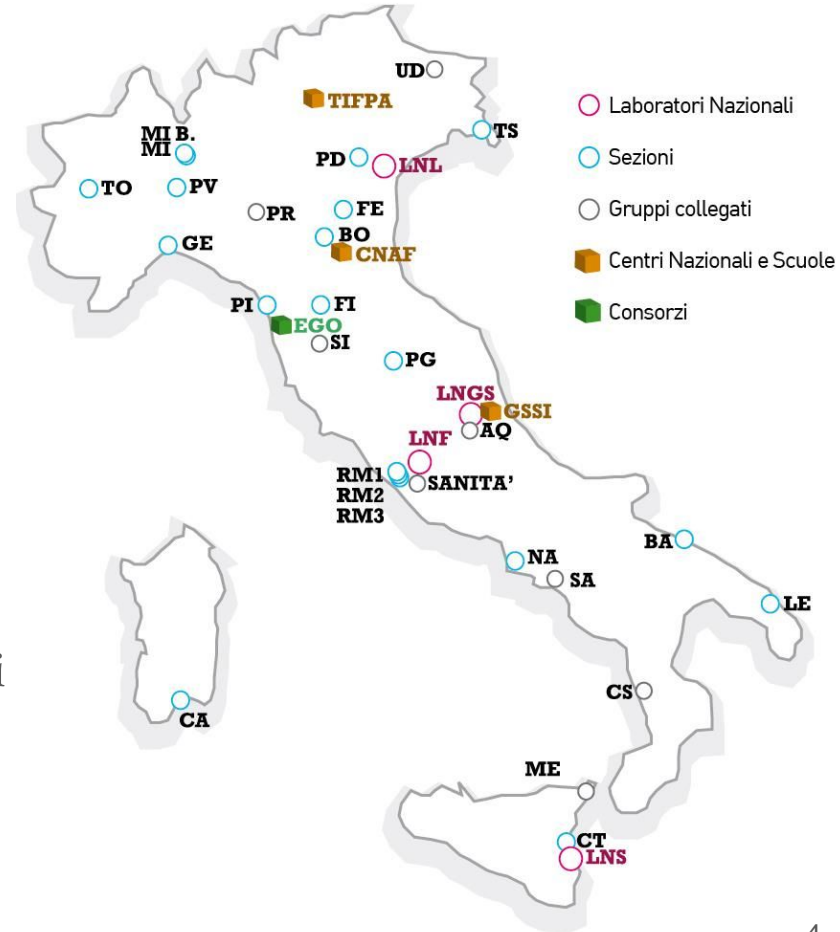 UD
TIFPA
Laboratori Nazionali
MI B.
TS
MI
PD
LNL
Sezioni
TO
PV
PR
FE
Gruppi collegati
BO
GE
CNAF
Centri Nazionali e Scuole
PI
FI
Consorzi
EGO
SI
PG
LNGS
GSSI
AQ
LNF
RM1
SANITA'
RM2
RM3
BA
NA
SA
LE
i
CS
CA
ME
CT
LNS